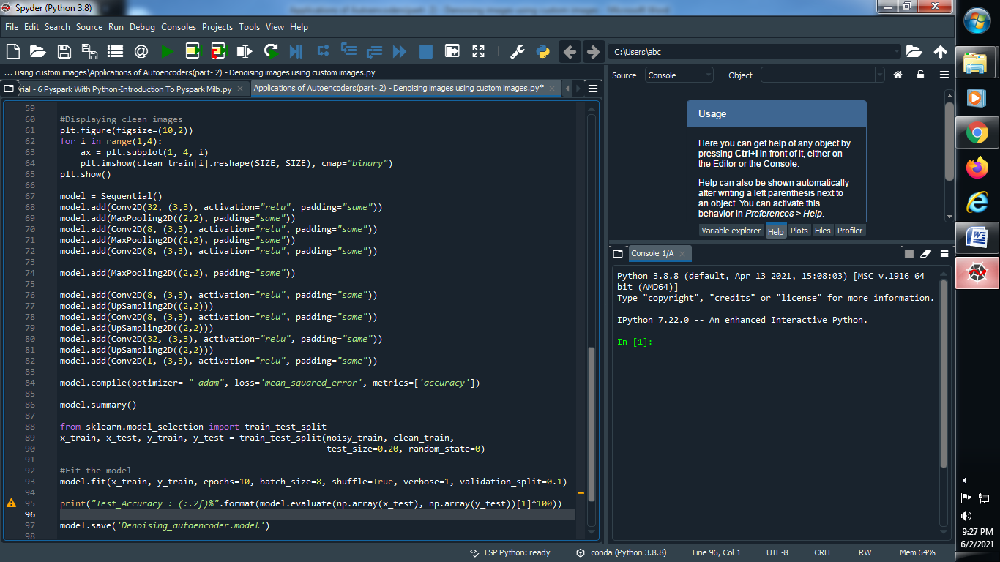 Spyder (Python 3.8)
File Edit Search Source Run Debug Consoles Projects Tools View Help
C:\Users\abc
... using custom images\Applications of Autoencoders(part- 2) - Denoising images using custom images.py
rial - 6 Pyspark With Python-Introduction To Pyspark Milb.py
Applications of Autoencoders(part- 2) - Denoising images using custom images.py*
59
60 #Displaying clean images
61 plt.figure(figsize=(10,2))
62 for i in range(1,4):
63     ax = plt.subplot(1, 4, i)
64     plt.imshow(clean_train[i].reshape(SIZE, SIZE), cmap="binary")
65 plt.show()
66
67 model = Sequential()
68 model.add(Conv2D(32, (3,3), activation="relu", padding="same"))
69 model.add(MaxPooling2D((2,2), padding="same"))
70 model.add(Conv2D(8, (3,3), activation="relu", padding="same"))
71 model.add(MaxPooling2D((2,2), padding="same"))
72 model.add(Conv2D(8, (3,3), activation="relu", padding="same"))
73
74 model.add(MaxPooling2D((2,2), padding="same"))
75
76 model.add(Conv2D(8, (3,3), activation="relu", padding="same"))
77 model.add(UpSampling2D((2,2)))
78 model.add(Conv2D(8, (3,3), activation="relu", padding="same"))
79 model.add(UpSampling2D((2,2)))
80 model.add(Conv2D(32, (3,3), activation="relu", padding="same"))
81 model.add(UpSampling2D((2,2)))
82 model.add(Conv2D(1, (3,3), activation="relu", padding="same"))
83
84 model.compile(optimizer= " adam", loss='mean_squared_error', metrics=['accuracy'])
85
86 model.summary()
87
88 from sklearn.model_selection import train_test_split
89 x_train, x_test, y_train, y_test = train_test_split(noisy_train, clean_train,
90                                                     test_size=0.20, random_state=0)
91
92 #Fit the model
93 model.fit(x_train, y_train, epochs=10, batch_size=8, shuffle=True, verbose=1, validation_split=0.1)
94
95 print("Test_Accuracy : (:.2f)%".format(model.evaluate(np.array(x_test), np.array(y_test))[1]*100))
96
97 model.save('Denoising_autoencoder.model')
98
Source Console Object
Usage
Here you can get help of any object by
pressing Ctrl+I in front of it, either on
the Editor or the Console.
Help can also be shown automatically
after writing a left parenthesis next to
an object. You can activate this
behavior in Preferences > Help.
Variable explorer Help Plots Files Profiler
Console 1/A
Python 3.8.8 (default, Apr 13 2021, 15:08:03) [MSC v.1916 64
bit (AMD64)]
Type "copyright", "credits" or "license" for more information.
IPython 7.22.0 -- An enhanced Interactive Python.
In [1]:
LSP Python: ready conda (Python 3.8.8) Line 96, Col 1 UTF-8 CRLF RW Mem 64%
9:27 PM
6/2/2021